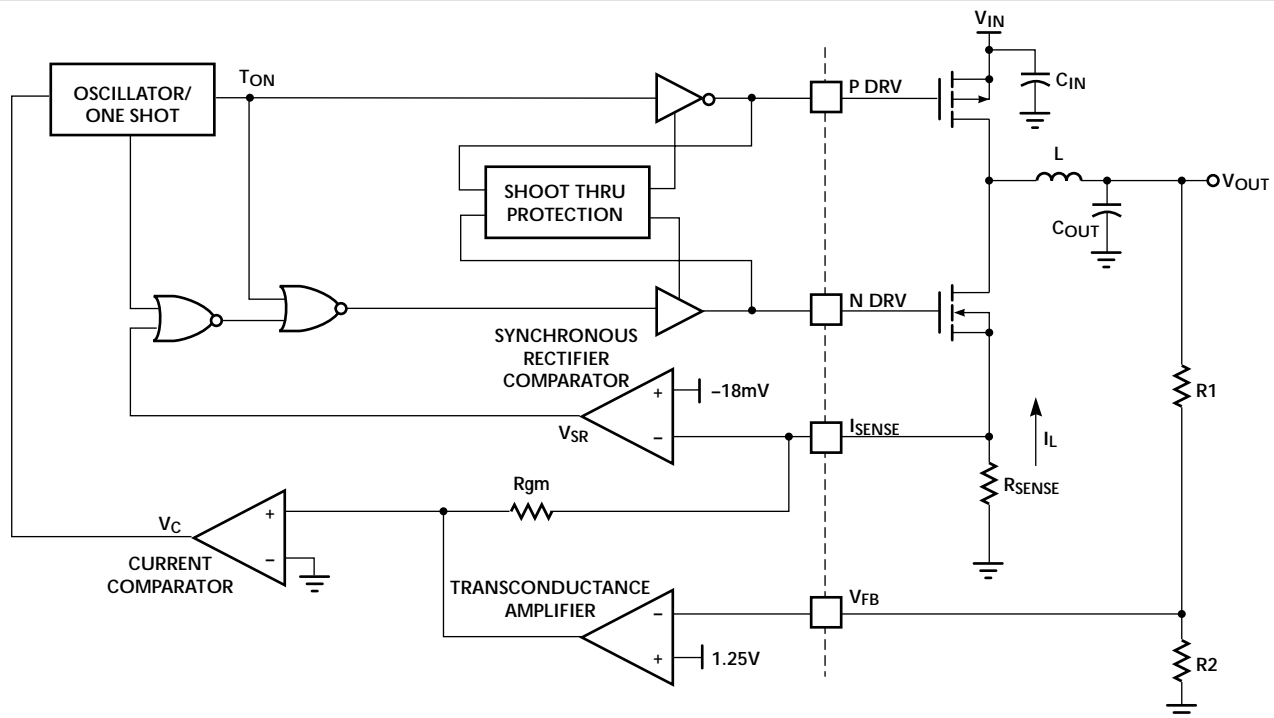 VIN
OSCILLATOR/
ONE SHOT
TON
P DRV
CIN
SHOOT THRU
PROTECTION
L
VOUT
COUT
N DRV
SYNCHRONOUS
RECTIFIER
COMPARATOR
+
–18mV
–
VSR
ISENSE
IL
R1
RSENSE
Rgm
VC
+
–
CURRENT
COMPARATOR
TRANSCONDUCTANCE
AMPLIFIER
VFB
–
+
1.25V
R2